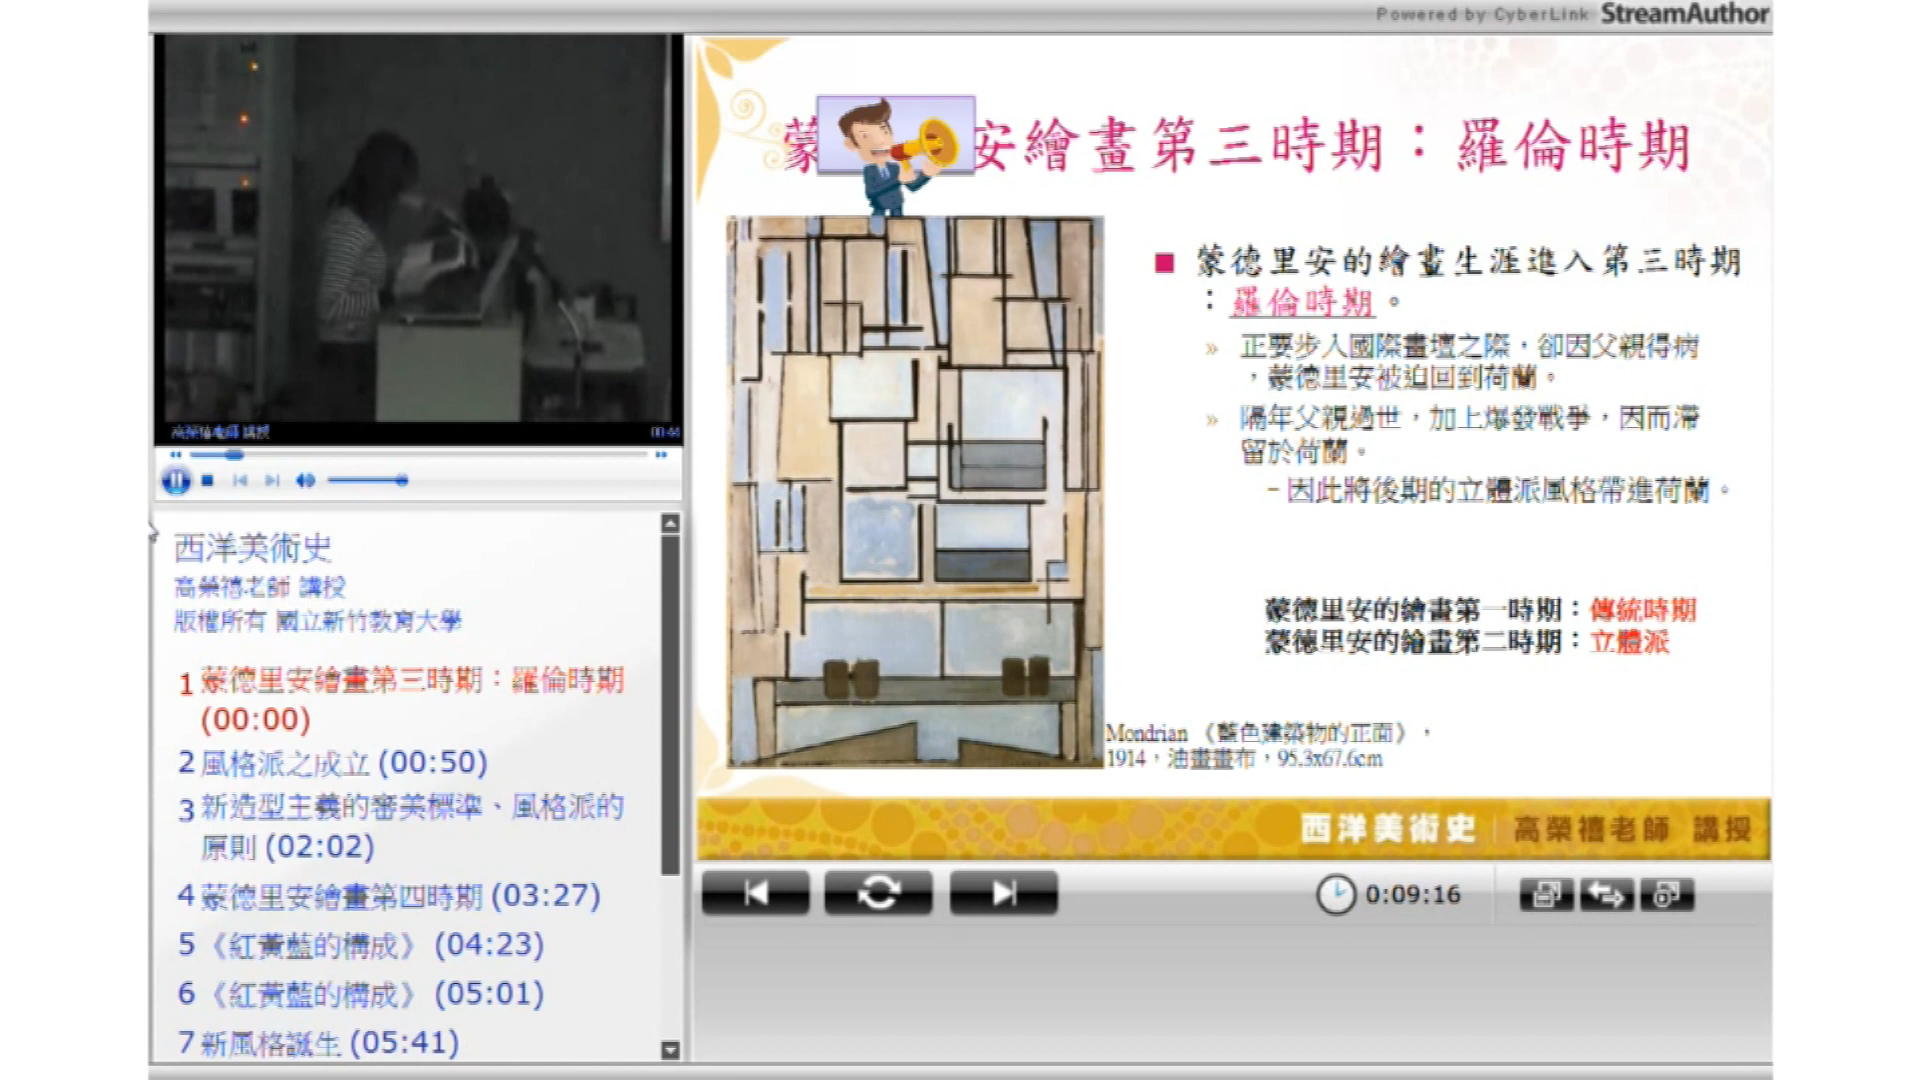 Powered by CyberLink StreamAuthor
蒙 安繪畫第三時期：羅倫時期
蒙德里安的繪畫生涯進入第三時期
：羅倫時期。
» 正要步入國際畫壇之際，卻因父親得病
，蒙德里安被迫回到荷蘭。
» 隔年父親過世，加上爆發戰爭，因而滯
留於荷蘭。
–因此將後期的立體派風格帶進荷蘭。
蒙德里安的繪畫第一時期：傳統時期
蒙德里安的繪畫第二時期：立體派
Mondrian 《藍色建築物的正面》，
1914，油畫畫布，95.3x67.6cm
西洋美術史 | 高榮禧老師 講授
0:09:16
高榮禧老師 講授
00:44
西洋美術史
高榮禧老師 講授
版權所有 國立新竹教育大學
1 蒙德里安繪畫第三時期：羅倫時期
(00:00)
2 風格派之成立 (00:50)
3 新造型主義的審美標準、風格派的
原則 (02:02)
4 蒙德里安繪畫第四時期 (03:27)
5 《紅黃藍的構成》 (04:23)
6 《紅黃藍的構成》 (05:01)
7 新風格誕生 (05:41)